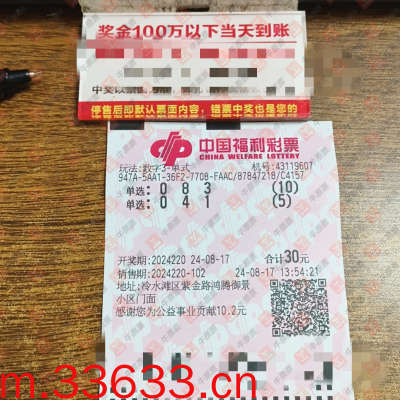 奖金100万以下当天到账
中奖以票
停售后即默认票面内容，错票中奖也是您的
中国福利彩票
CHINA WELFARE LOTTERY
玩法:数字3-单式 机号:43119607
947A-5AA1-36F2-7708-FAAC/87847218/C4157
单选: 0 8 3 (10)
单选: 0 4 1 (5)
开奖期:2024220 24-08-17 合计30元
销售期:2024220-102 24-08-17 13:54:21
冷水滩区紫金路鸿腾御景
小区门面
感谢您为公益事业贡献10.2元
m.33633.cn